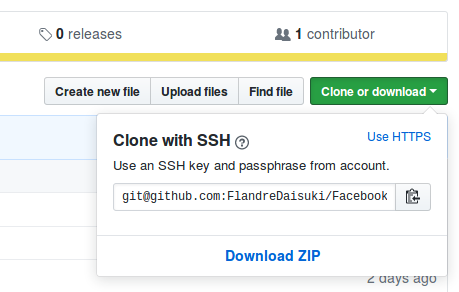 0 releases
1 contributor
Create new file
Upload files
Find file
Clone or download
Clone with SSH
Use HTTPS
Use an SSH key and passphrase from account.
git@github.com:FlandreDaisuki/Facebook
Download ZIP
2 days ago